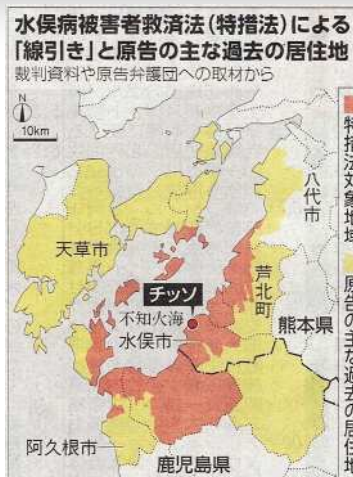 水俣病被害者救済法(特措法)による
「線引き」と原告の主な過去の居住地
裁判資料や原告弁護団への取材から
N
10km
八代市
天草市
芦北町
チッソ
不知火海
水俣市
熊本県
阿久根市
鹿児島県
特措法対象地域
原告の主な過去の居住地